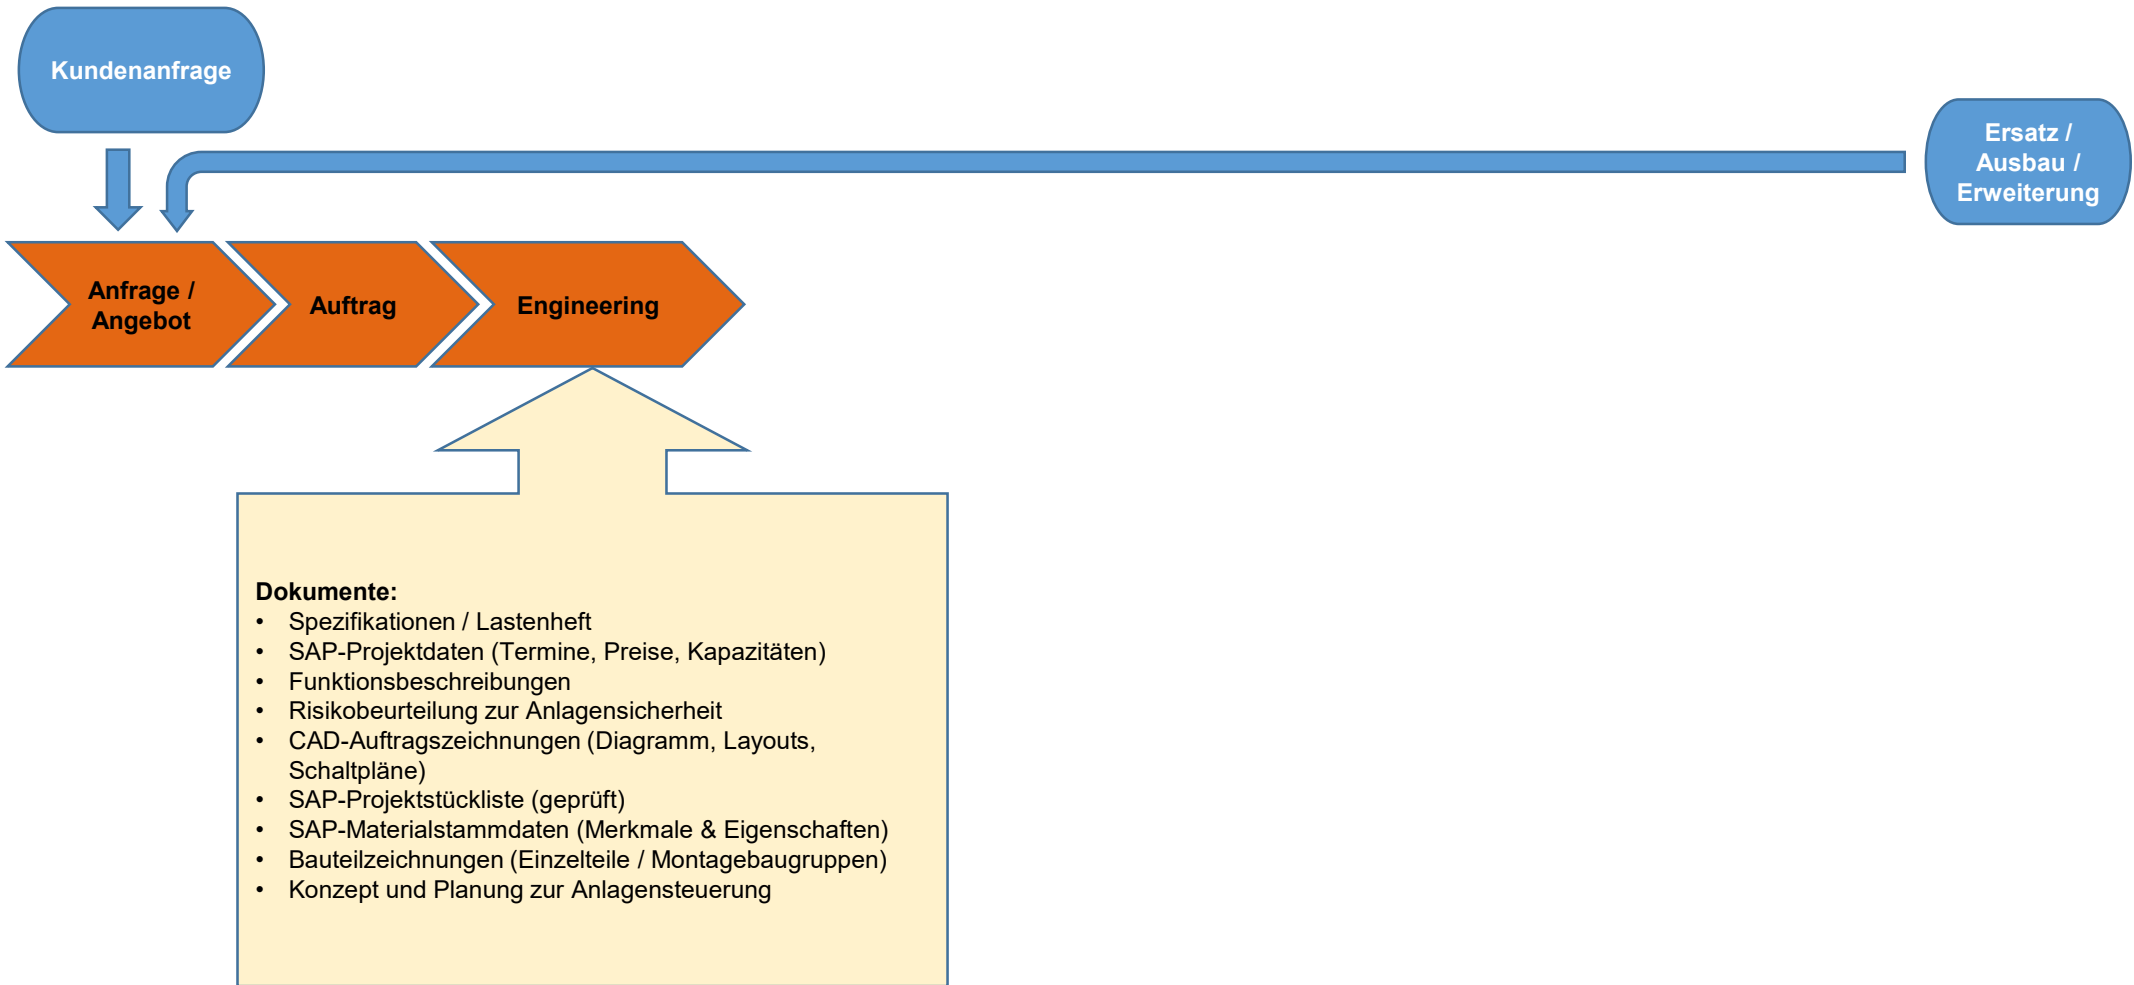 Kundenanfrage
Ersatz /
Ausbau /
Erweiterung
Anfrage /
Angebot
Auftrag
Engineering
Dokumente:
• Spezifikationen / Lastenheft
• SAP-Projektdaten (Termine, Preise, Kapazitäten)
• Funktionsbeschreibungen
• Risikobeurteilung zur Anlagensicherheit
• CAD-Auftragszeichnungen (Diagramm, Layouts,
Schaltpläne)
• SAP-Projektstückliste (geprüft)
• SAP-Materialstammdaten (Merkmale & Eigenschaften)
• Bauteilzeichnungen (Einzelteile / Montagebaugruppen)
• Konzept und Planung zur Anlagensteuerung